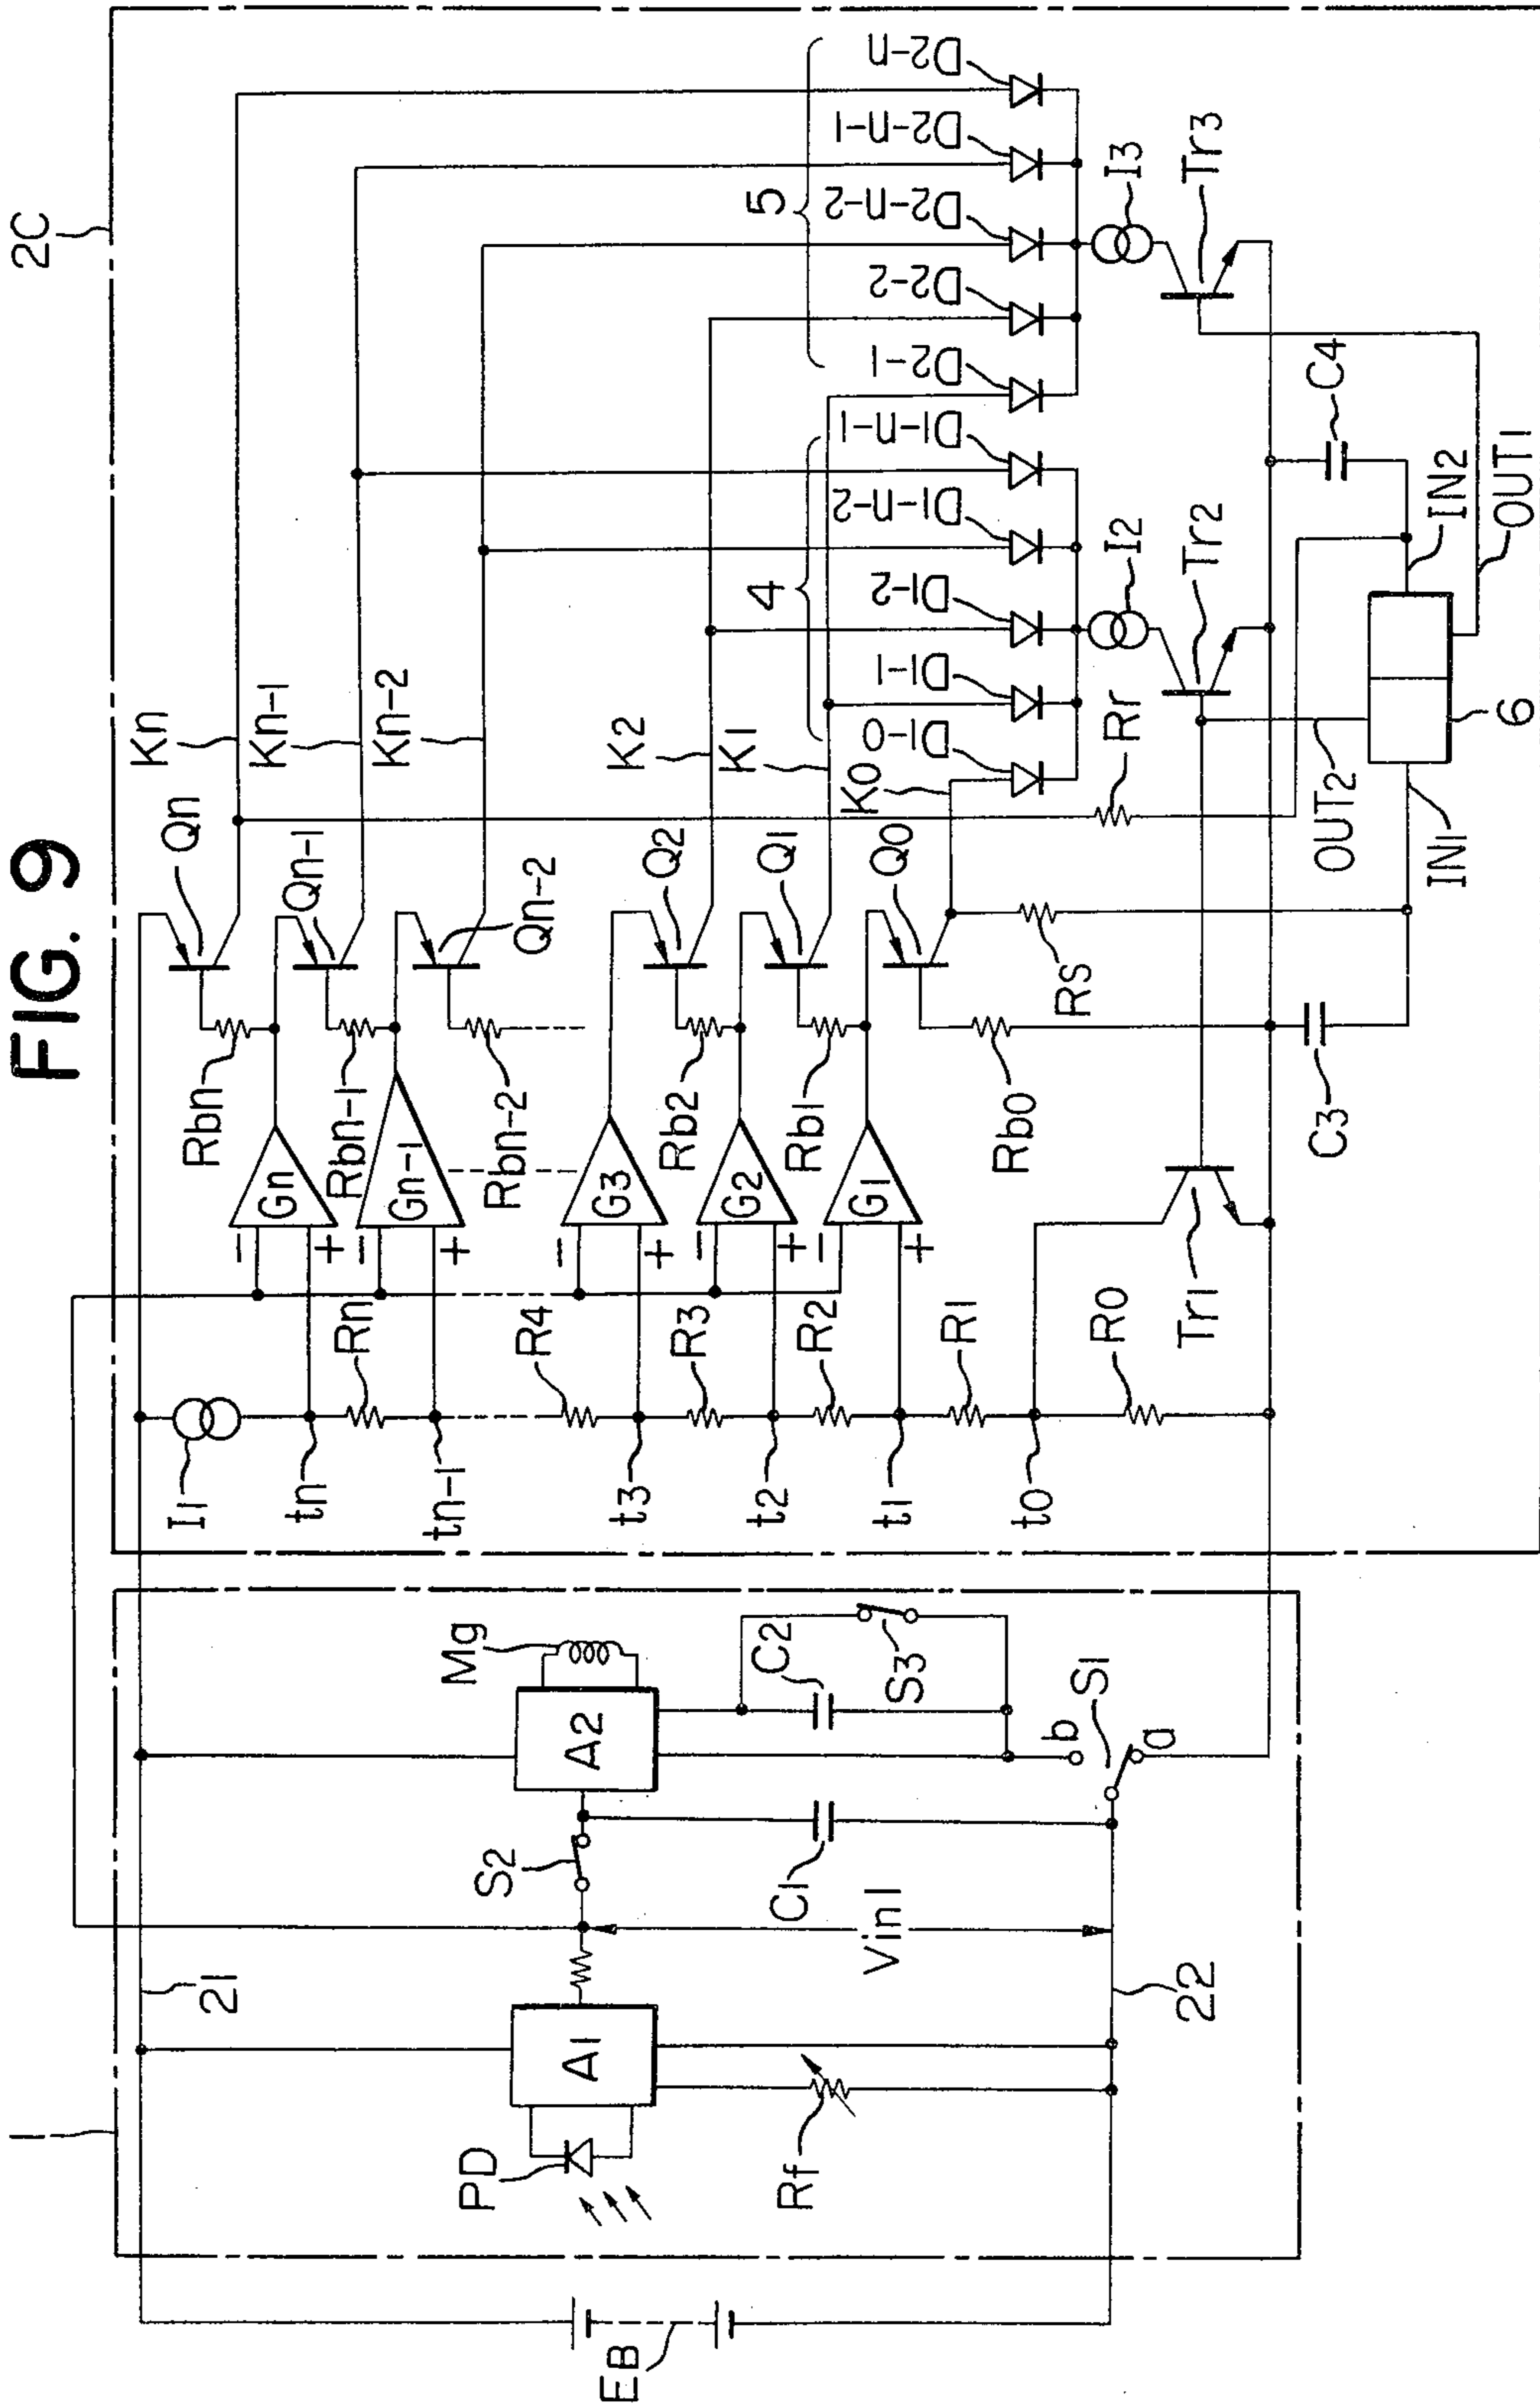 FIG. 9
2C
1
21
22
EB
PD
A1
Rf
Vin1
S2
C1
A2
Mg
C2
S3
b
S1
a
I1
tn
Rn
tn-1
R4
t3
R3
t2
R2
t1
R1
t0
R0
Tr1
Gn
- +
Gn-1
- +
G3
- +
G2
- +
G1
- +
Rbn
Rbn-1
Rbn-2
Rb2
Rb1
Rb0
C3
Qn
Qn-1
Qn-2
Q2
Q1
Q0
RS
Kn
Kn-1
Kn-2
K2
K1
K0
Rr
OUT2
IN1
6
4
D1-0
D1-1
D1-2
D1-n-2
D1-n-1
I2
Tr2
5
D2-1
D2-2
D2-n-2
D2-n-1
D2-n
I3
Tr3
C4
IN2
OUT1